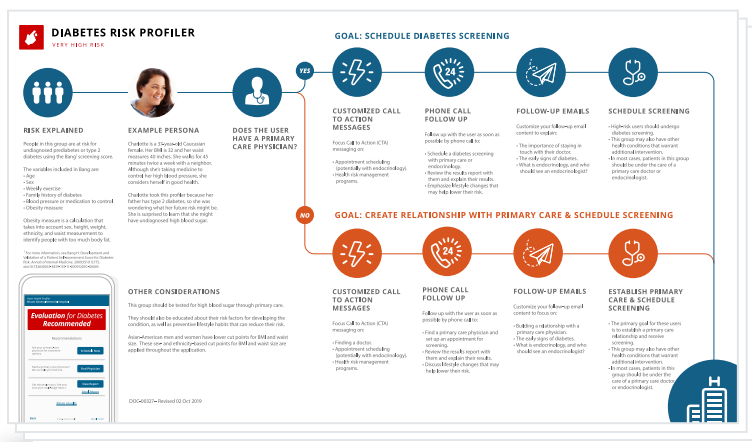 DIABETES RISK PROFILER
VERY HIGH RISK
RISK EXPLAINED
People in this group are at risk for
undiagnosed prediabetes or type 2
diabetes using the Bang¹ screening score.
The variables included in Bang are
• Age
• Sex
• Weekly exercise
• Family history of diabetes
• Blood pressure or medication to control
• Obesity measure
Obesity measure is a calculation that
takes into account sex, height, weight,
ethnicity, and waist measurement to
identify people with too much body fat.
EXAMPLE PERSONA
Charlotte is a 35-year-old Caucasian
female. Her BMI is 32 and her waist
measures 40 inches. She walks for 45
minutes twice a week with a neighbor.
Although she's taking medicine to
control her high blood pressure, she
considers herself in good health.
Charlotte took this profiler because her
father has type 2 diabetes, so she was
wondering what her future risk might be.
She is surprised to learn that she might
have undiagnosed high blood sugar.
DOES THE USER
HAVE A PRIMARY
CARE PHYSICIAN?
YES
GOAL: SCHEDULE DIABETES SCREENING
24
CUSTOMIZED CALL
TO ACTION
MESSAGES
Focus Call to Action (CTA)
messaging on:
• Appointment scheduling
(potentially with endocrinology).
• Health risk management
programs.
PHONE CALL
FOLLOW UP
Follow up with the user as soon as
possible by phone call to:
• Schedule a diabetes screening
with primary care or
endocrinology.
• Review the results report with
them and explain their results.
• Emphasize lifestyle changes that
may help lower their risk.
FOLLOW-UP EMAILS
Customize your follow-up email
content to explain:
• The importance of staying in
touch with their doctor.
• The early signs of diabetes.
• What is endocrinology, and who
should see an endocrinologist?
SCHEDULE SCREENING
• High-risk users should undergo
diabetes screening.
• This group may also have other
health conditions that warrant
additional intervention.
• In most cases, patients in this group
should be under the care of a
primary care doctor or
endocrinologist.
NO
GOAL: CREATE RELATIONSHIP WITH PRIMARY CARE & SCHEDULE SCREENING
24
CUSTOMIZED CALL
TO ACTION
MESSAGES
Focus Call to Action (CTA)
messaging on:
• Finding a doctor.
• Appointment scheduling
(potentially with endocrinology).
• Health risk management
programs.
PHONE CALL
FOLLOW UP
Follow up with the user as soon as
possible by phone call to:
• Find a primary care physician and
set up an appointment for
screening.
• Review the results report with
them and explain their results.
• Discuss lifestyle changes that may
help lower their risk.
FOLLOW-UP EMAILS
Customize your follow-up email
content to focus on:
• Building a relationship with a
primary care physician.
• The early signs of diabetes.
• What is endocrinology, and who
should see an endocrinologist?
ESTABLISH PRIMARY
CARE & SCHEDULE
SCREENING
• The primary goal for these users
is to establish a primary care
relationship and receive
screening.
• This group may also have other
health conditions that warrant
additional intervention.
• In most cases, patients in this
group should be under the
care of a primary care doctor
or endocrinologist.
H
Evaluation for Diabetes
Recommended
OTHER CONSIDERATIONS
This group should be tested for high blood sugar through primary care.
They should also be educated about their risk factors for developing the
condition, as well as preventive lifestyle habits that can reduce their risk.
Asian-American men and women have lower cut points for BMI and waist
size. These sex- and ethnicity-based cut points for BMI and waist size are
applied throughout the application.
DOC-00327 – Revised 02 Oct 2019